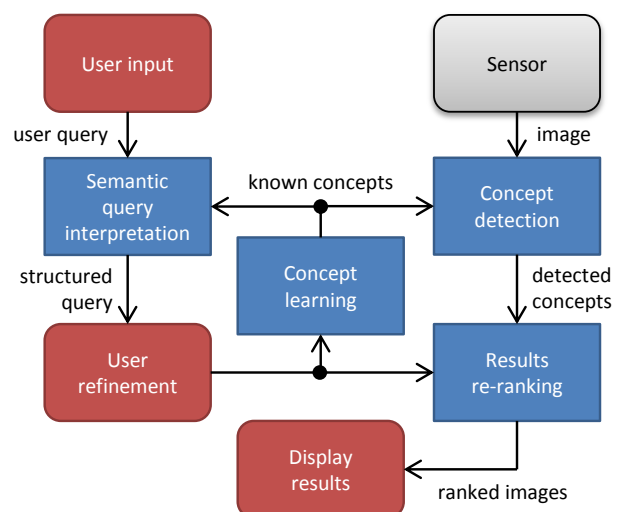 User input
Sensor
user query
image
Semantic
query
interpretation
known concepts
Concept
detection
structured
query
Concept
learning
detected
concepts
User
refinement
Results
re-ranking
Display
results
ranked images